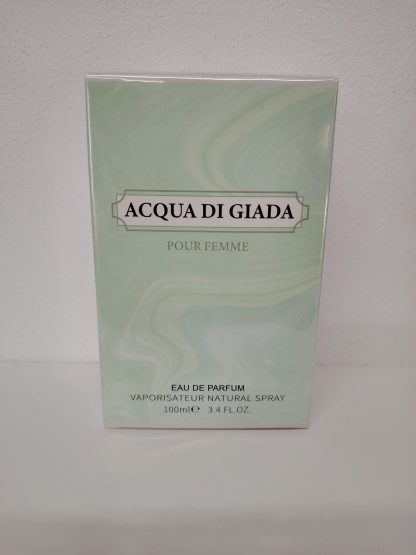 ACQUA DI GIADA
POUR FEMME
EAU DE PARFUM
VAPORISATEUR NATURAL SPRAY
100ml℮ 3.4 FL.OZ.